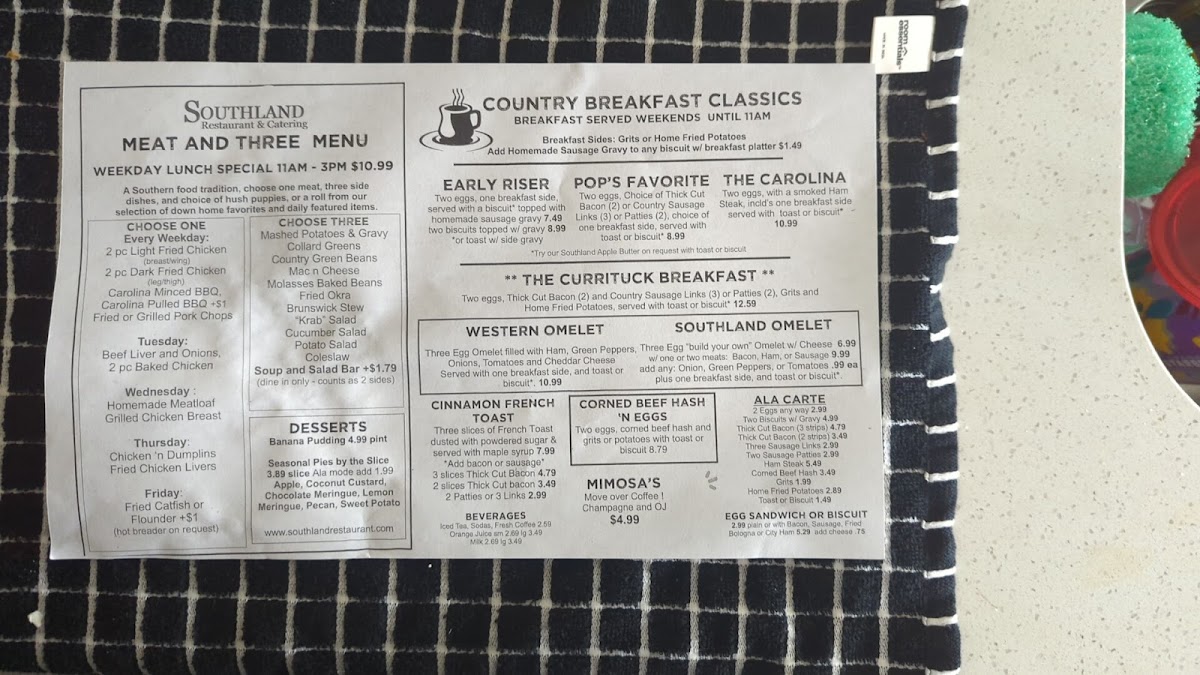 room
essentials
SOUTHLAND
Restaurant & Catering
MEAT AND THREE MENU
WEEKDAY LUNCH SPECIAL 11AM - 3PM $10.99
A Southern food tradition, choose one meat, three side
dishes, and choice of hush puppies, or a roll from our
selection of down home favorites and daily featured items.
CHOOSE ONE
Every Weekday:
2 pc Light Fried Chicken
(breast/wing)
2 pc Dark Fried Chicken
(leg/thigh)
Carolina Minced BBQ,
Carolina Pulled BBQ +$1
Fried or Grilled Pork Chops
Tuesday:
Beef Liver and Onions,
2 pc Baked Chicken
Wednesday :
Homemade Meatloaf
Grilled Chicken Breast
Thursday:
Chicken 'n Dumplins
Fried Chicken Livers
Friday:
Fried Catfish or
Flounder +$1
(hot breader on request)
CHOOSE THREE
Mashed Potatoes & Gravy
Collard Greens
Country Green Beans
Mac n Cheese
Molasses Baked Beans
Fried Okra
Brunswick Stew
"Krab" Salad
Cucumber Salad
Potato Salad
Coleslaw
Soup and Salad Bar +$1.79
(dine in only - counts as 2 sides)
DESSERTS
Banana Pudding 4.99 pint
Seasonal Pies by the Slice
3.89 slice Ala mode add 1.99
Apple, Coconut Custard,
Chocolate Meringue, Lemon
Meringue, Pecan, Sweet Potato
www.southlandrestaurant.com
COUNTRY BREAKFAST CLASSICS
BREAKFAST SERVED WEEKENDS UNTIL 11AM
Breakfast Sides: Grits or Home Fried Potatoes
Add Homemade Sausage Gravy to any biscuit w/ breakfast platter $1.49
EARLY RISER
Two eggs, one breakfast side,
served with a biscuit* topped with
homemade sausage gravy 7.49
two biscuits topped w/ gravy 8.99
*or toast w/ side gravy
POP'S FAVORITE
Two eggs, Choice of Thick Cut
Bacon (2) or Country Sausage
Links (3) or Patties (2), choice of
one breakfast side, served with
toast or biscuit* 8.99
THE CAROLINA
Two eggs, with a smoked Ham
Steak, incld's one breakfast side
served with toast or biscuit*
10.99
*Try our Southland Apple Butter on request with toast or biscuit
** THE CURRITUCK BREAKFAST **
Two eggs, Thick Cut Bacon (2) and Country Sausage Links (3) or Patties (2), Grits and
Home Fried Potatoes, served with toast or biscuit* 12.59
WESTERN OMELET
Three Egg Omelet filled with Ham, Green Peppers,
Onions, Tomatoes and Cheddar Cheese
Served with one breakfast side, and toast or
biscuit*. 10.99
SOUTHLAND OMELET
Three Egg "build your own" Omelet w/ Cheese 6.99
w/ one or two meats: Bacon, Ham, or Sausage 9.99
add any: Onion, Green Peppers, or Tomatoes .99 ea
plus one breakfast side, and toast or biscuit*.
CINNAMON FRENCH
TOAST
Three slices of French Toast
dusted with powdered sugar &
served with maple syrup 7.99
*Add bacon or sausage*
3 slices Thick Cut Bacon 4.79
2 slices Thick Cut bacon 3.49
2 Patties or 3 Links 2.99
BEVERAGES
Iced Tea, Sodas, Fresh Coffee 2.59
Orange Juice sm 2.69 lg 3.49
Milk 2.69 lg 3.49
CORNED BEEF HASH
'N EGGS
Two eggs, corned beef hash and
grits or potatoes with toast or
biscuit 8.79
MIMOSA'S
Move over Coffee !
Champagne and OJ
$4.99
ALA CARTE
2 Eggs any way 2.99
Two Biscuits w/ Gravy 4.99
Thick Cut Bacon (3 strips) 4.79
Thick Cut Bacon (2 strips) 3.49
Three Sausage Links 2.99
Two Sausage Patties 2.99
Ham Steak 5.49
Corned Beef Hash 3.49
Grits 1.99
Home Fried Potatoes 2.89
Toast or Biscuit 1.49
EGG SANDWICH OR BISCUIT
2.99 plain or with Bacon, Sausage, Fried
Bologna or City Ham 5.29 add cheese .75